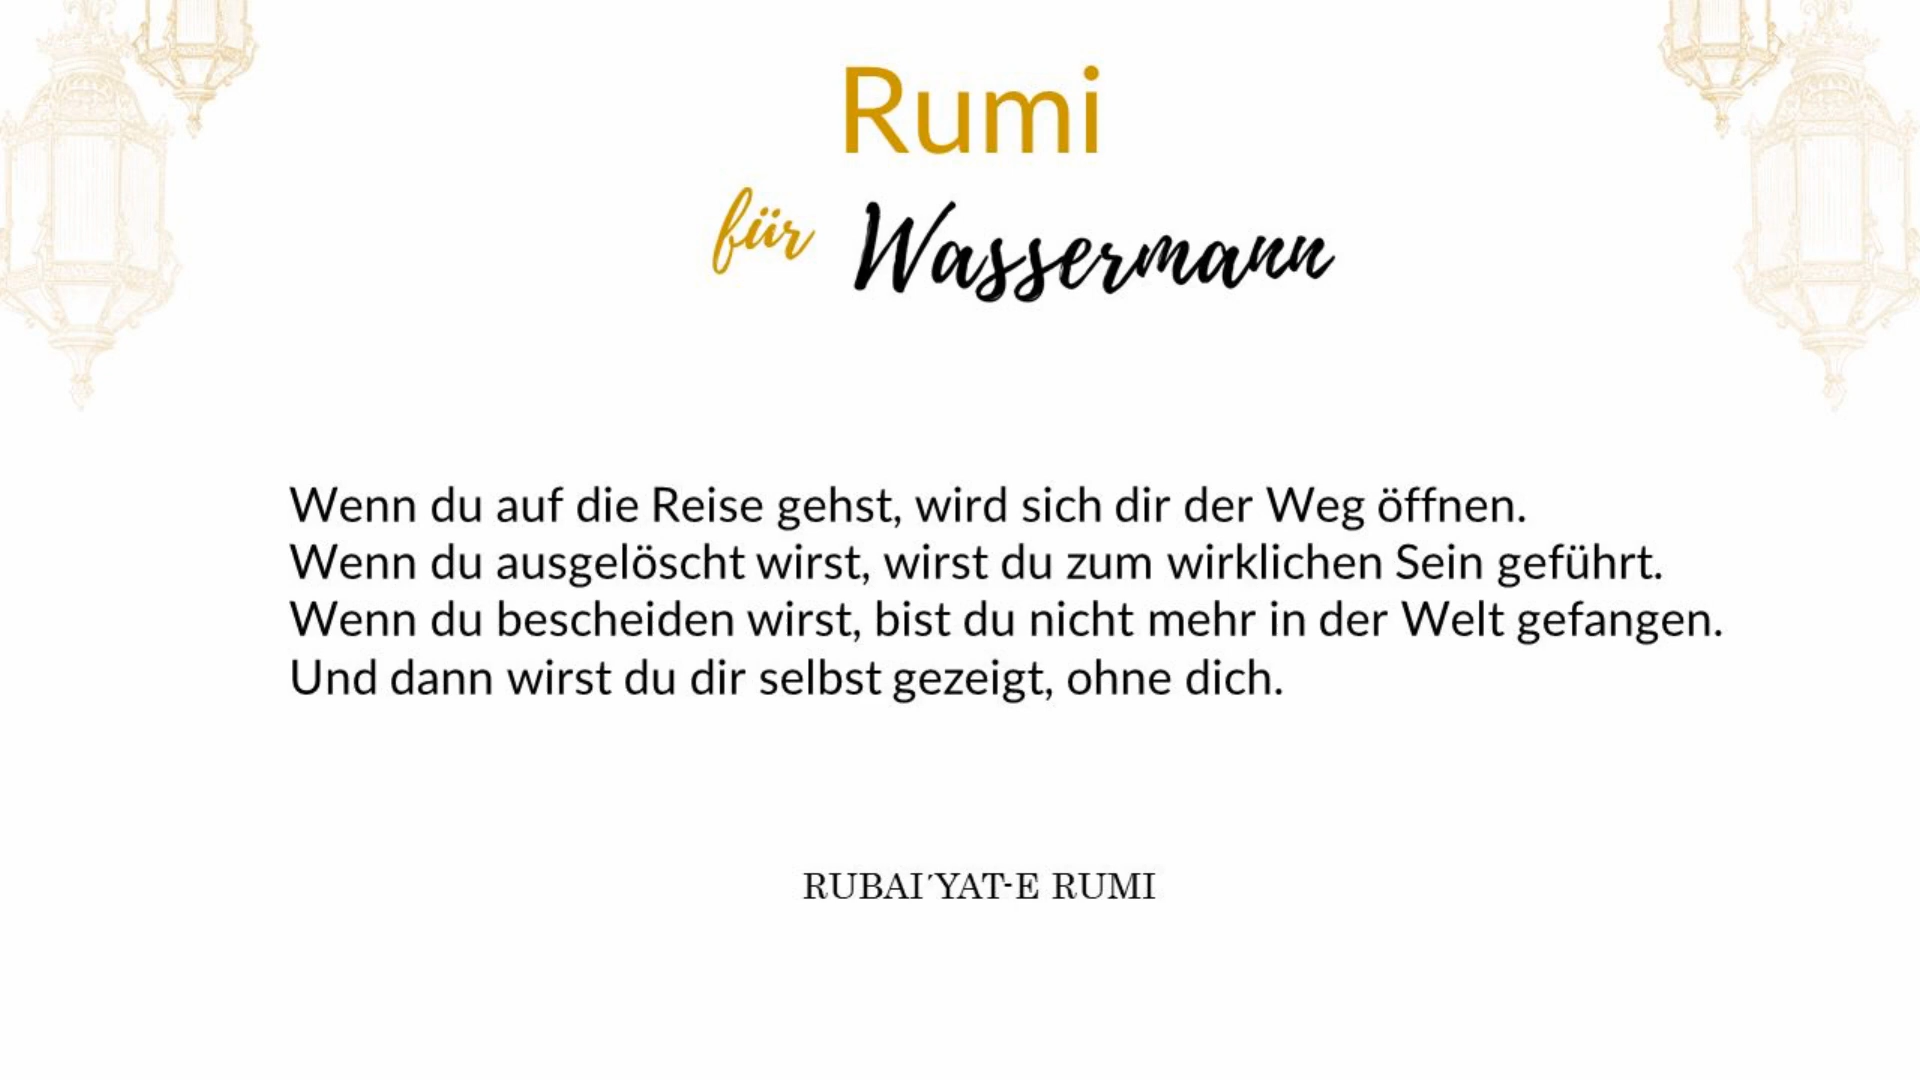 Rumi
für Wassermann
Wenn du auf die Reise gehst, wird sich dir der Weg öffnen.
Wenn du ausgelöscht wirst, wirst du zum wirklichen Sein geführt.
Wenn du bescheiden wirst, bist du nicht mehr in der Welt gefangen.
Und dann wirst du dir selbst gezeigt, ohne dich.
RUBAI´YAT-E RUMI